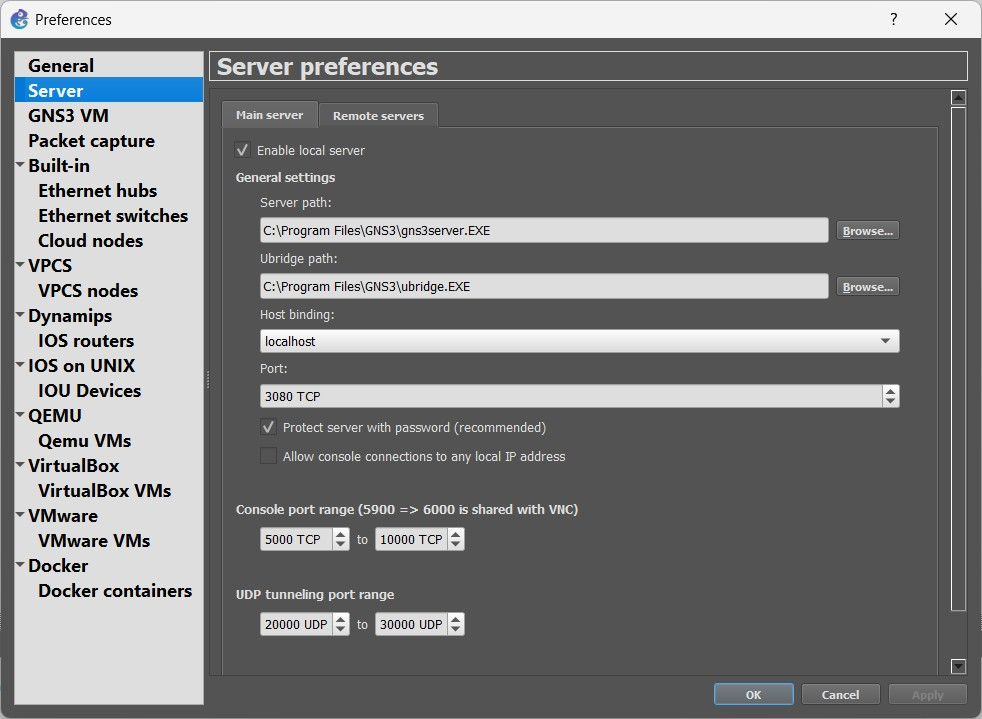 Preferences
?
General
Server
GNS3 VM
Packet capture
Built-in
Ethernet hubs
Ethernet switches
Cloud nodes
VPCS
VPCS nodes
Dynamips
IOS routers
IOS on UNIX
IOU Devices
QEMU
Qemu VMs
VirtualBox
VirtualBox VMs
VMware
VMware VMs
Docker
Docker containers
Server preferences
Main server
Remote servers
Enable local server
General settings
Server path:
C:\Program Files\GNS3\gns3server.EXE
Browse...
Ubridge path:
C:\Program Files\GNS3\ubridge.EXE
Browse...
Host binding:
localhost
Port:
3080 TCP
Protect server with password (recommended)
Allow console connections to any local IP address
Console port range (5900 => 6000 is shared with VNC)
5000 TCP to 10000 TCP
UDP tunneling port range
20000 UDP to 30000 UDP
OK Cancel Apply